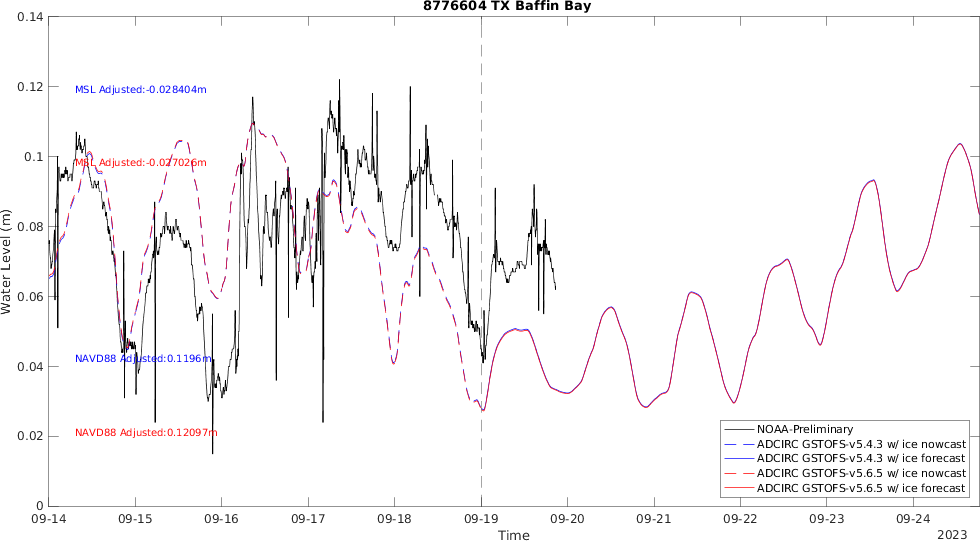 8776604 TX Baffin Bay
0.14
0.12
0.1
0.08
0.06
0.04
0.02
0
Water Level (m)
MSL Adjusted:-0.028404m
MSL Adjusted:-0.027026m
NAVD88 Adjusted:0.1196m
NAVD88 Adjusted:0.12097m
NOAA-Preliminary
ADCIRC GSTOFS-v5.4.3 w/ ice nowcast
ADCIRC GSTOFS-v5.4.3 w/ ice forecast
ADCIRC GSTOFS-v5.6.5 w/ ice nowcast
ADCIRC GSTOFS-v5.6.5 w/ ice forecast
09-14 09-15 09-16 09-17 09-18 09-19 09-20 09-21 09-22 09-23 09-24
Time
2023